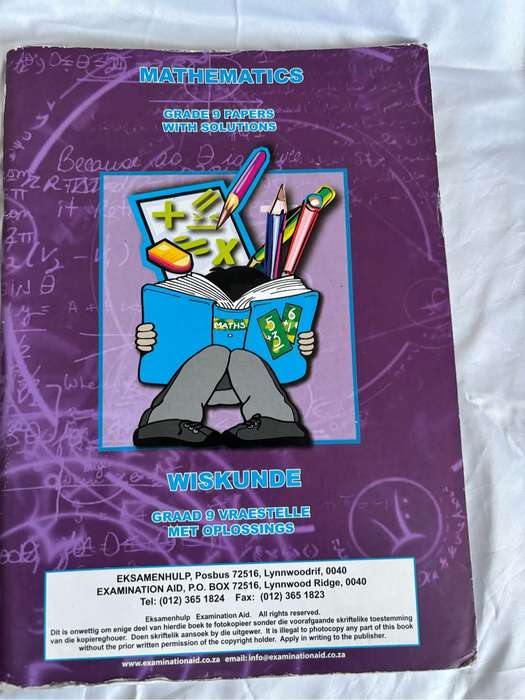 MATHEMATICS
GRADE 9 PAPERS
WITH SOLUTIONS
Because
MATHS
WISKUNDE
GRAAD 9 VRAESTELLE
MET OPLOSSINGS
EKSAMENHULP, Posbus 72516, Lynnwoodrif, 0040
EXAMINATION AID, P.O. BOX 72516, Lynnwood Ridge, 0040
Tel: (012) 365 1824 Fax: (012) 365 1823
Eksamenhulp Examination Aid. All rights reserved.
Dit is onwettig om enige deel van hierdie boek te fotokopieer sonder die voorafgaande skriftelike toestemming
van die kopiereghouer. Doen skriftelik aansoek by die uitgewer. It is illegal to photocopy any part of this book
without the prior written permission of the copyright holder. Apply in writing to the publisher.
www.examinationaid.co.za email: info@examinationaid.co.za